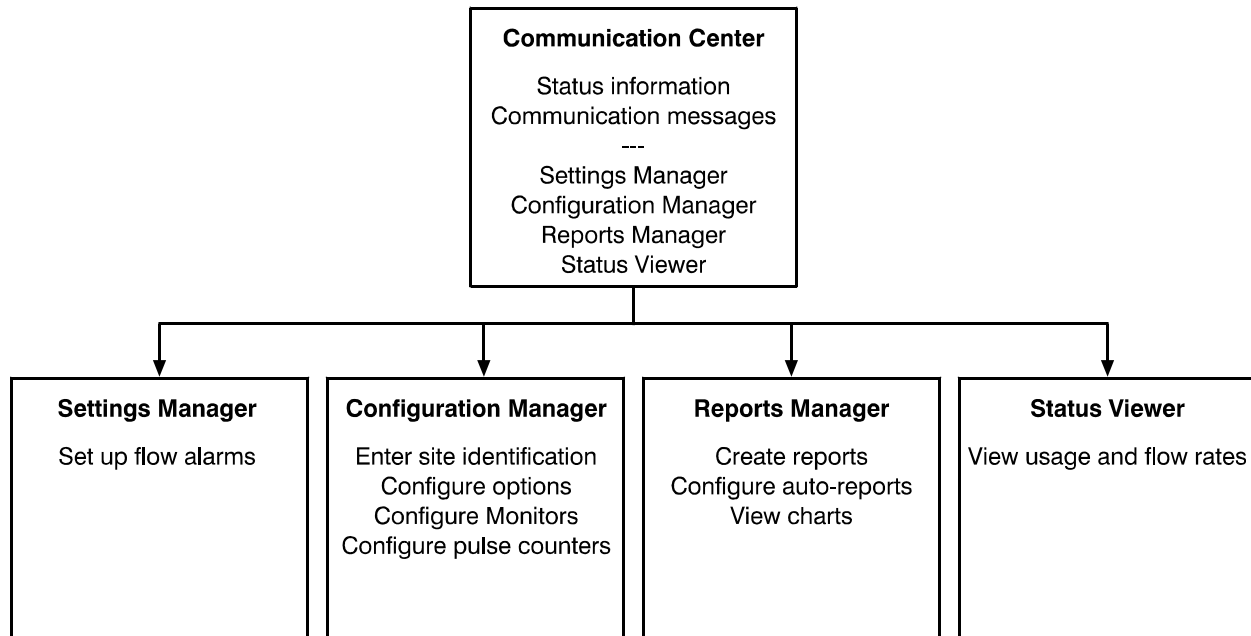 Communication Center
Status information
Communication messages
---
Settings Manager
Configuration Manager
Reports Manager
Status Viewer
Settings Manager
Set up flow alarms
Configuration Manager
Enter site identification
Configure options
Configure Monitors
Configure pulse counters
Reports Manager
Create reports
Configure auto-reports
View charts
Status Viewer
View usage and flow rates